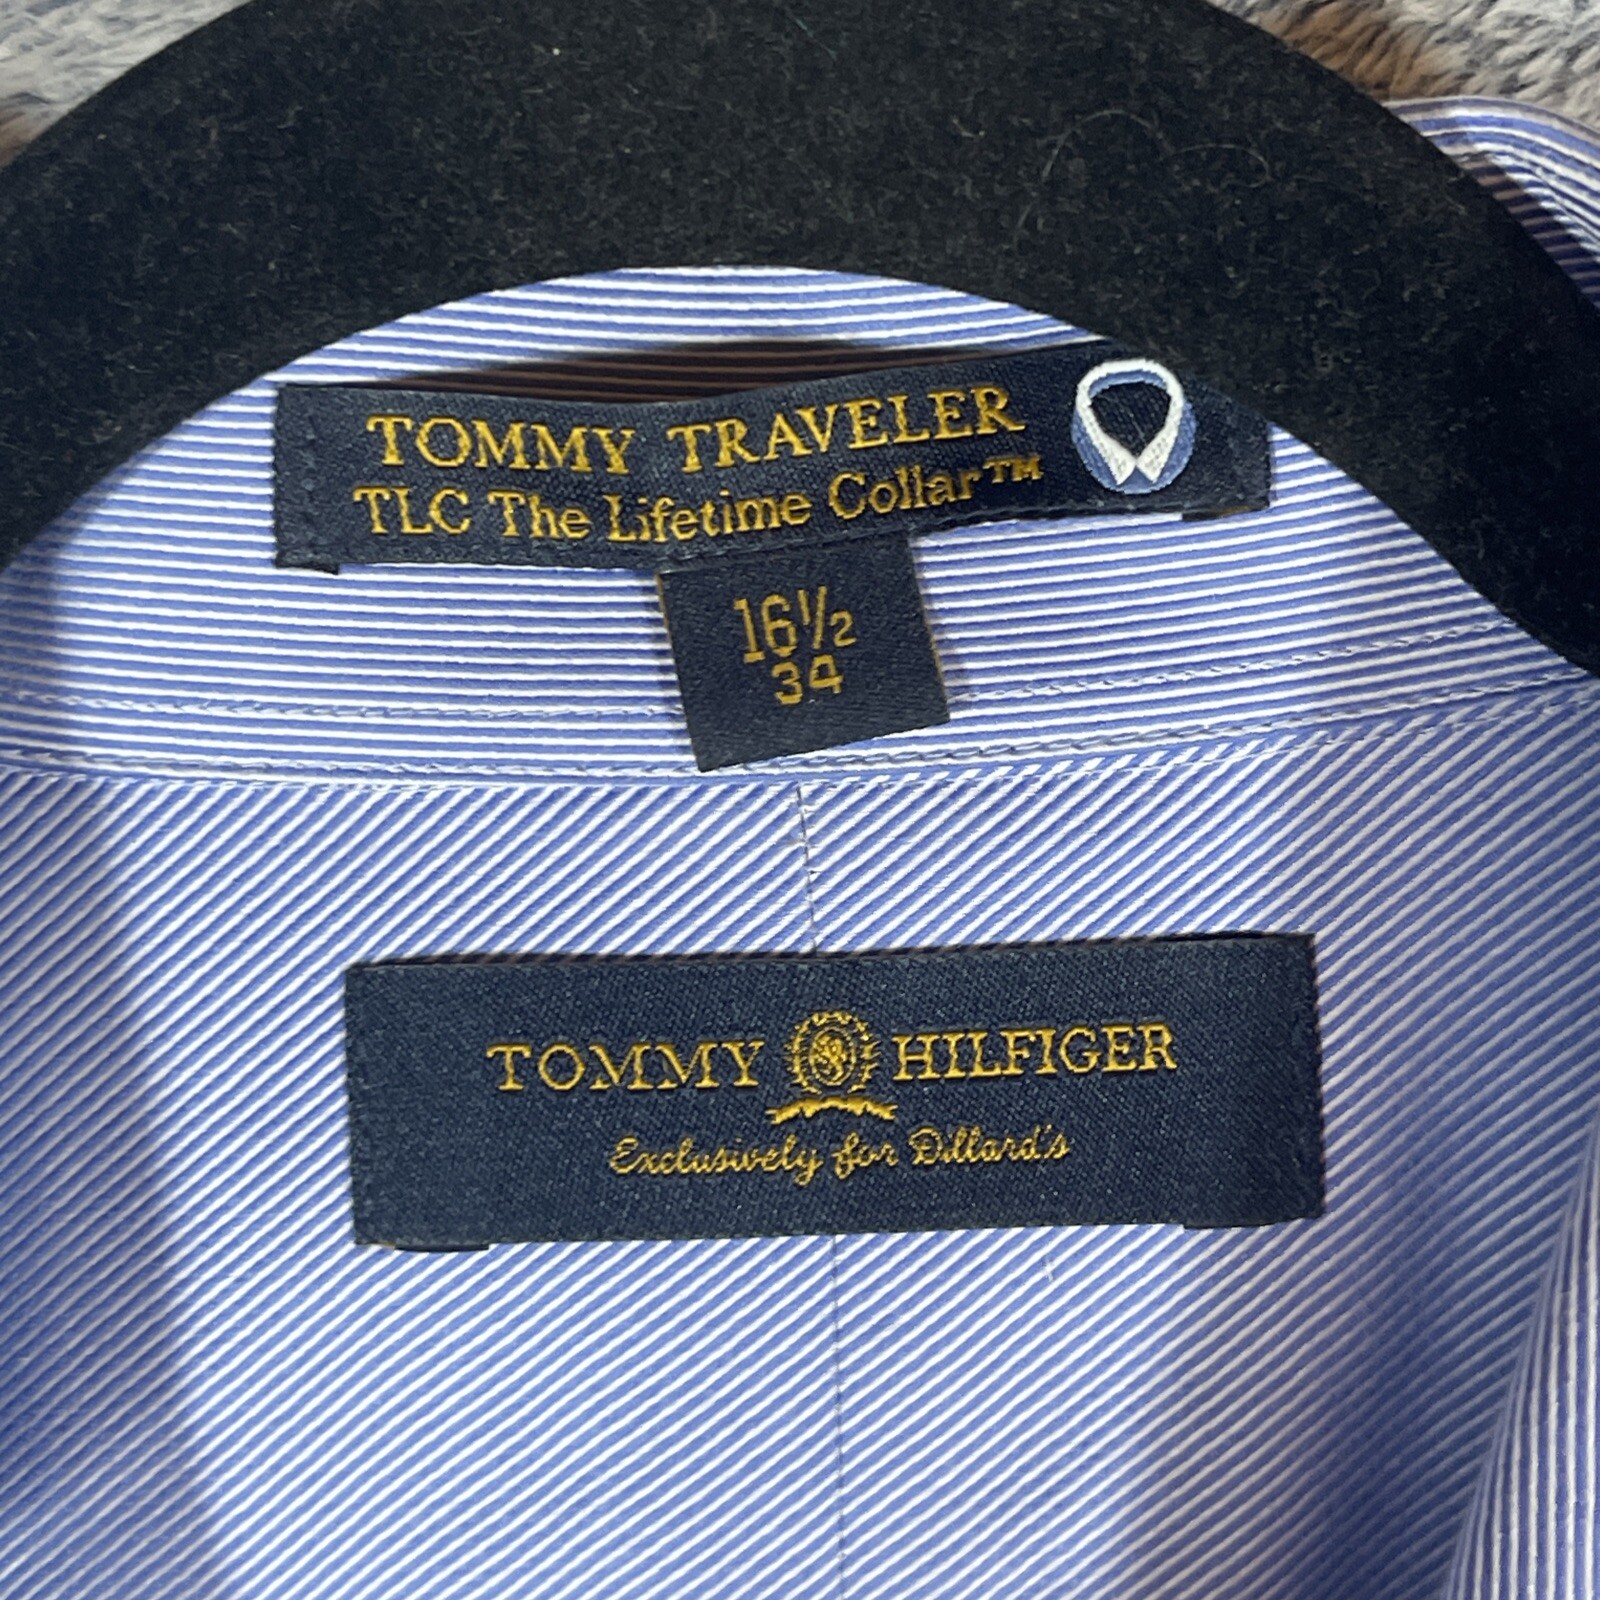 TOMMY TRAVELER
TLC The Lifetime Collar™
16½
34
TOMMY HILFIGER
Exclusively for Dillard's